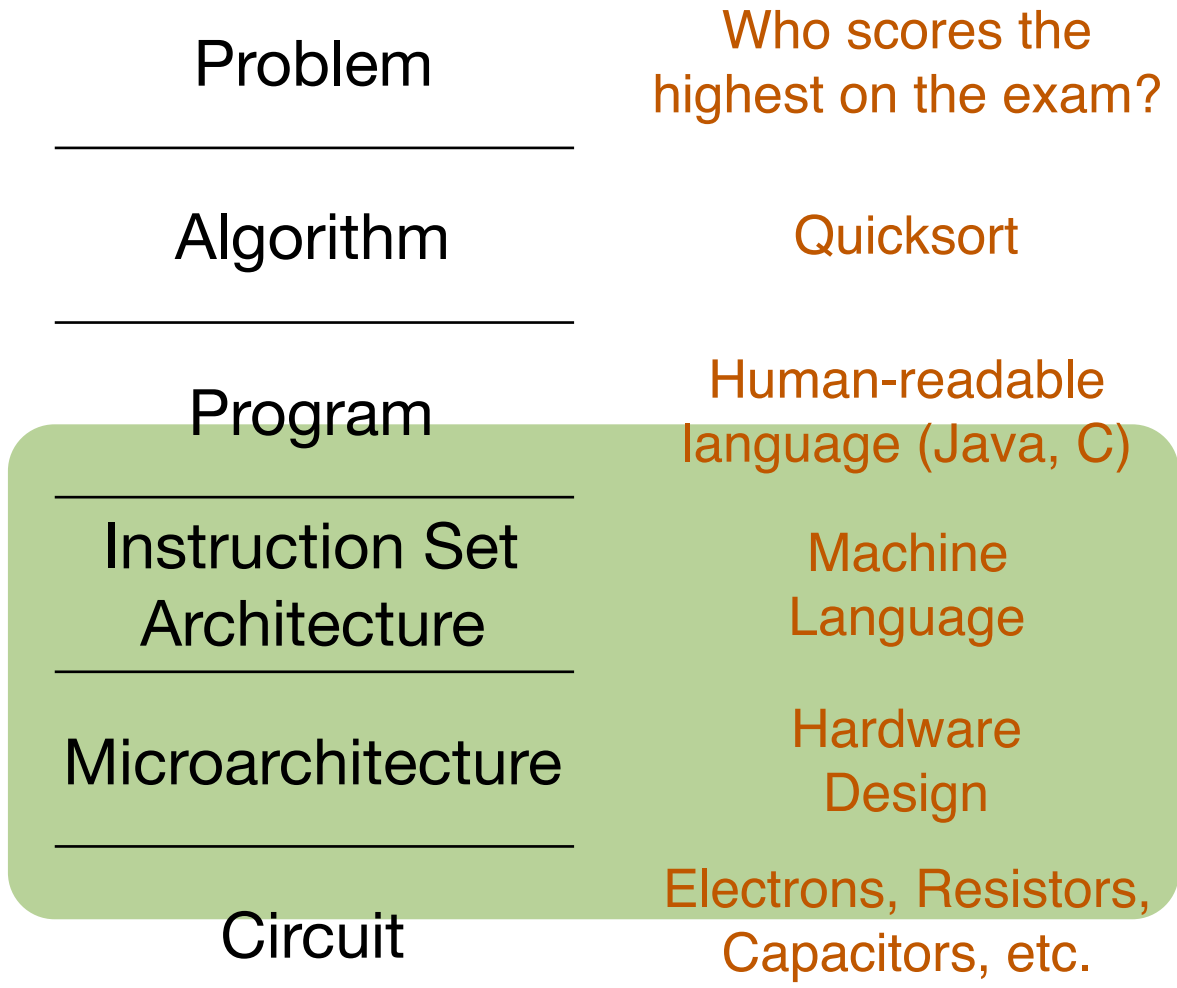 Problem
Who scores the
highest on the exam?
Algorithm
Quicksort
Program
Human-readable
language (Java, C)
Instruction Set
Architecture
Machine
Language
Microarchitecture
Hardware
Design
Circuit
Electrons, Resistors,
Capacitors, etc.